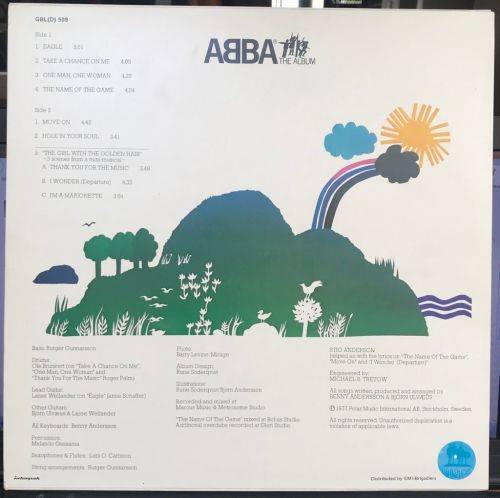 GBL(D) 509
ABBA®
THE ALBUM
Side 1
1. EAGLE 5.51
2. TAKE A CHANCE ON ME 4.05
3. ONE MAN, ONE WOMAN 4.35
4. THE NAME OF THE GAME 4.54
Side 2
1. MOVE ON 4.45
2. HOLE IN YOUR SOUL 3.41
3. "THE GIRL WITH THE GOLDEN HAIR"
- 3 scenes from a mini-musical -
A. THANK YOU FOR THE MUSIC 3.48
B. I WONDER (Departure) 4.33
C. I'M A MARIONETTE 3.54
Bass: Rutger Gunnarsson
Drums:
Ola Brunkert (on "Take A Chance On Me",
"One Man, One Woman" and
"Thank You For The Music" Roger Palm)
Lead Guitar:
Lasse Wellander (on "Eagle" Janne Schaffer)
Other Guitars:
Björn Ulvaeus & Lasse Wellander
All Keyboards: Benny Andersson
Percussion:
Malando Gassama
Saxophones & Flutes: Lars O. Carlsson
String arrangements: Rutger Gunnarsson
Photo:
Barry Levine/Mirage
Album Design:
Rune Söderqvist
Illustrations:
Rune Söderqvist/Björn Andersson
Recorded and mixed at
Marcus Music & Metronome Studio
"The Name Of The Game" mixed at Bohus Studio
Additional overdubs recorded at Glen Studio
STIG ANDERSON
helped us with the lyrics on "The Name Of The Game",
"Move On" and "I Wonder (Departure)"
Engineered by
MICHAEL B. TRETOW
All songs written, produced and arranged by
BENNY ANDERSSON & BJÖRN ULVAEUS
© 1977 Polar Music International AB, Stockholm, Sweden.
All rights reserved. Unauthorized duplication is a
violation of applicable laws.
Distributed by EMI-Brigadiers